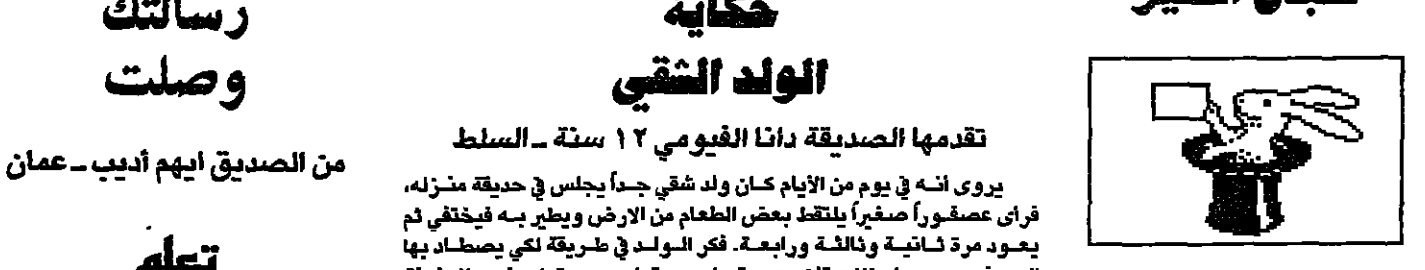 حكاية
الولد الشقي
تقدمها الصديقة دانا الفيومي ١٢ سنة ـ السلط
يروى أنه في يوم من الأيام كان ولد شقي جداً يجلس في حديقة منزله،
فرأى عصفوراً صغيراً يلتقط بعض الطعام من الارض ويطير به فيختفي ثم
يعود مرة ثانية وثالثة ورابعة. فكر الولد في طريقة لكي يصطاد بها
رسالتك
وصلت
من الصديق ايهم أديب ـ عمان
تعلم